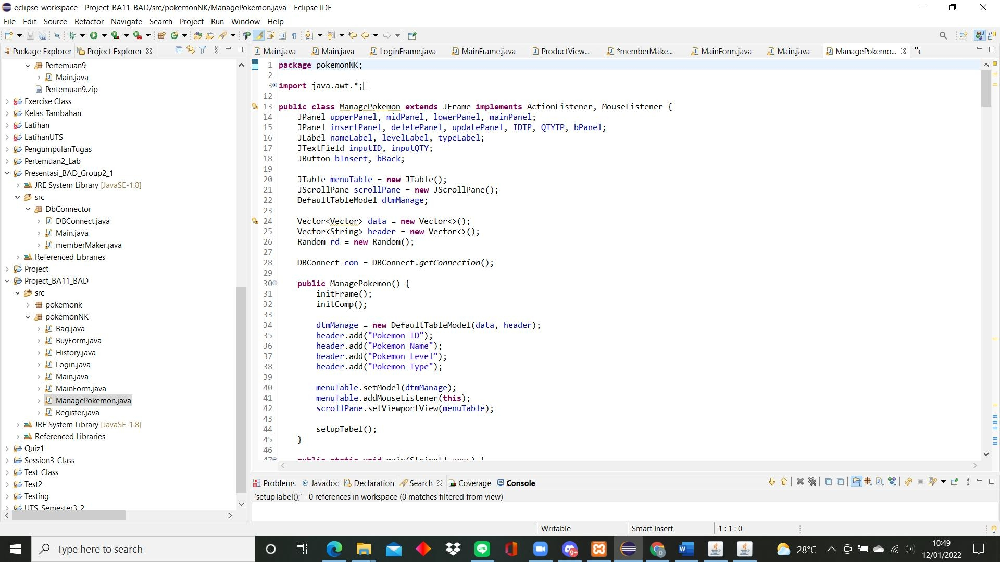 eclipse-workspace - Project_BA11_BAD/src/pokemonNK/ManagePokemon.java - Eclipse IDE
File Edit Source Refactor Navigate Search Project Run Window Help
Package Explorer Project Explorer
Main.java Main.java LoginFrame.java MainFrame.java ProductView... *memberMake... MainForm.java Main.java ManagePokemo... »4
Pertemuan9
Main.java
Pertemuan9.zip
Exercise Class
Kelas_Tambahan
Latihan
LatihanUTS
PengumpulanTugas
Pertemuan2_Lab
Presentasi_BAD_Group2_1
JRE System Library [JavaSE-1.8]
src
DbConnector
DBConnect.java
Main.java
memberMaker.java
Referenced Libraries
Project
Project_BA11_BAD
src
pokemonk
pokemonNK
Bag.java
BuyForm.java
History.java
Login.java
Main.java
MainForm.java
ManagePokemon.java
Register.java
JRE System Library [JavaSE-1.8]
Referenced Libraries
Quiz1
Session3_Class
Test_Class
Test2
Testing
UTS_Semester3_2
1 package pokemonNK;
2
3 import java.awt.*;
12
13 public class ManagePokemon extends JFrame implements ActionListener, MouseListener {
14 JPanel upperPanel, midPanel, lowerPanel, mainPanel;
15 JPanel insertPanel, deletePanel, updatePanel, IDTP, QTYTP, bPanel;
16 JLabel nameLabel, levelLabel, typeLabel;
17 JTextField inputID, inputQTY;
18 JButton bInsert, bBack;
19
20 JTable menuTable = new JTable();
21 JScrollPane scrollPane = new JScrollPane();
22 DefaultTableModel dtmManage;
23
24 Vector<Vector> data = new Vector<>();
25 Vector<String> header = new Vector<>();
26 Random rd = new Random();
27
28 DBConnect con = DBConnect.getConnection();
29
30 public ManagePokemon() {
31 initFrame();
32 initComp();
33
34 dtmManage = new DefaultTableModel(data, header);
35 header.add("Pokemon ID");
36 header.add("Pokemon Name");
37 header.add("Pokemon Level");
38 header.add("Pokemon Type");
39
40 menuTable.setModel(dtmManage);
41 menuTable.addMouseListener(this);
42 scrollPane.setViewportView(menuTable);
43
44 setupTabel();
45 }
46
47 public static void main(String[] args) {
Problems Javadoc Declaration Search Coverage Console
'setupTabel();' - 0 references in workspace (0 matches filtered from view)
Writable Smart Insert 1 : 1 : 0
Type here to search
LINE 9+ D W 28°C
10:49
12/01/2022